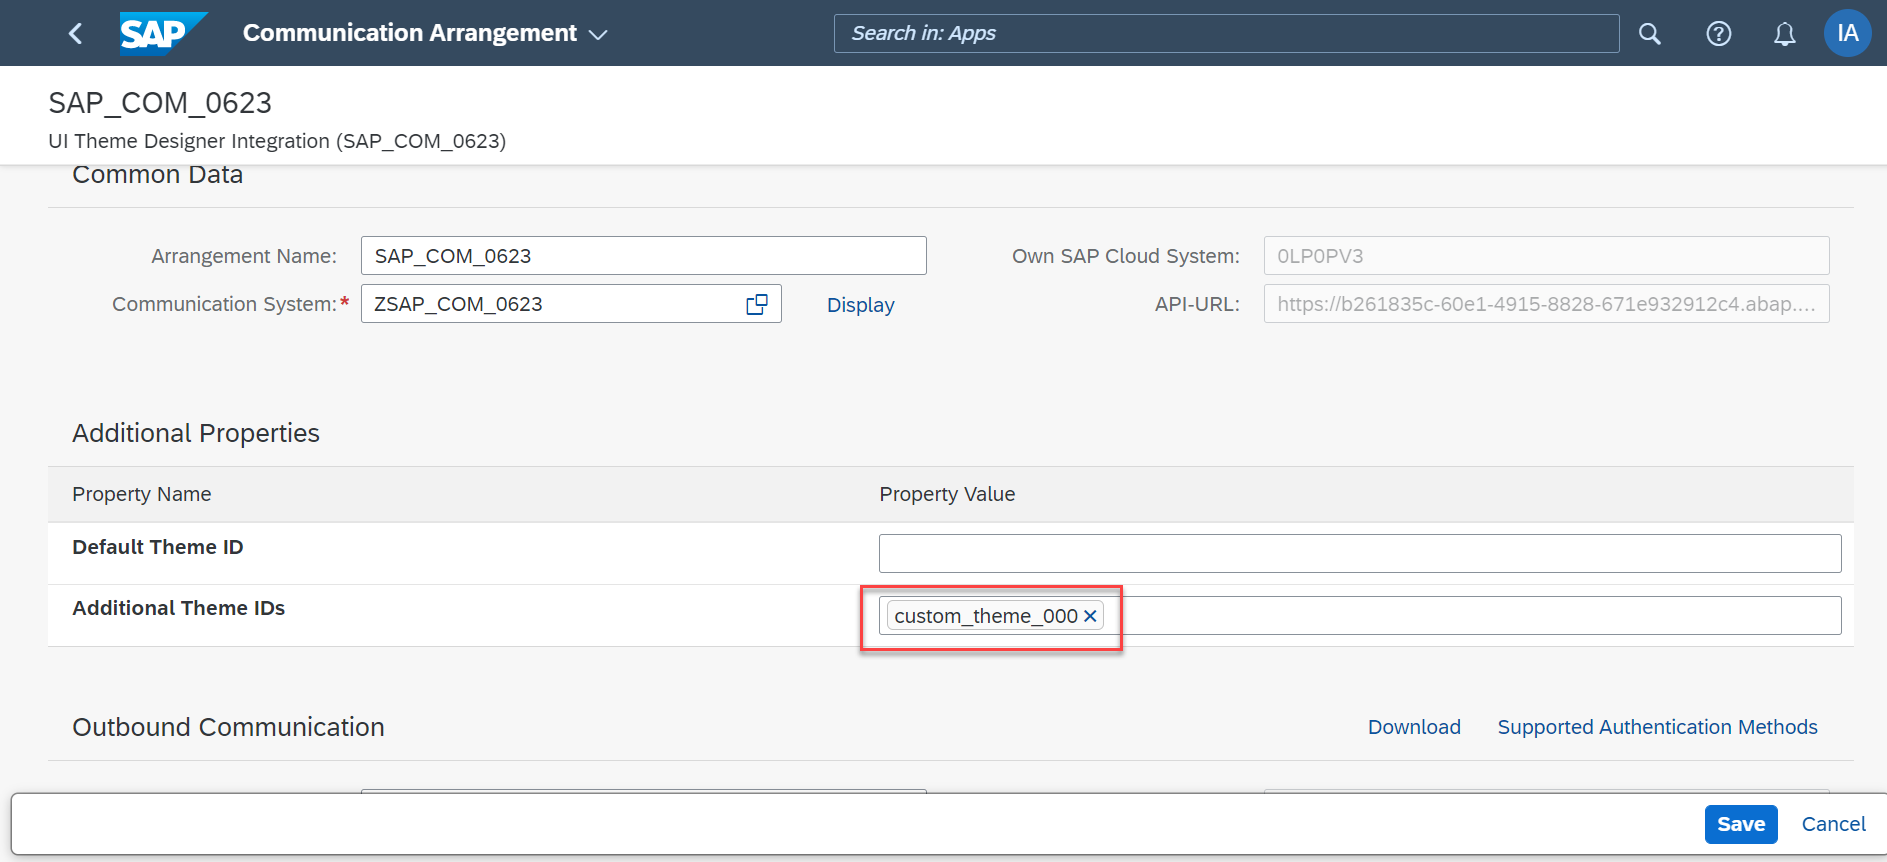 SAP Communication Arrangement Search in: Apps IA
SAP_COM_0623
UI Theme Designer Integration (SAP_COM_0623)
Common Data
Arrangement Name: SAP_COM_0623 Own SAP Cloud System: 0LP0PV3
Communication System:* ZSAP_COM_0623 Display API-URL: https://b261835c-60e1-4915-8828-671e932912c4.abap....
Additional Properties
Property Name Property Value
Default Theme ID
Additional Theme IDs custom_theme_000
Outbound Communication Download Supported Authentication Methods
Save Cancel